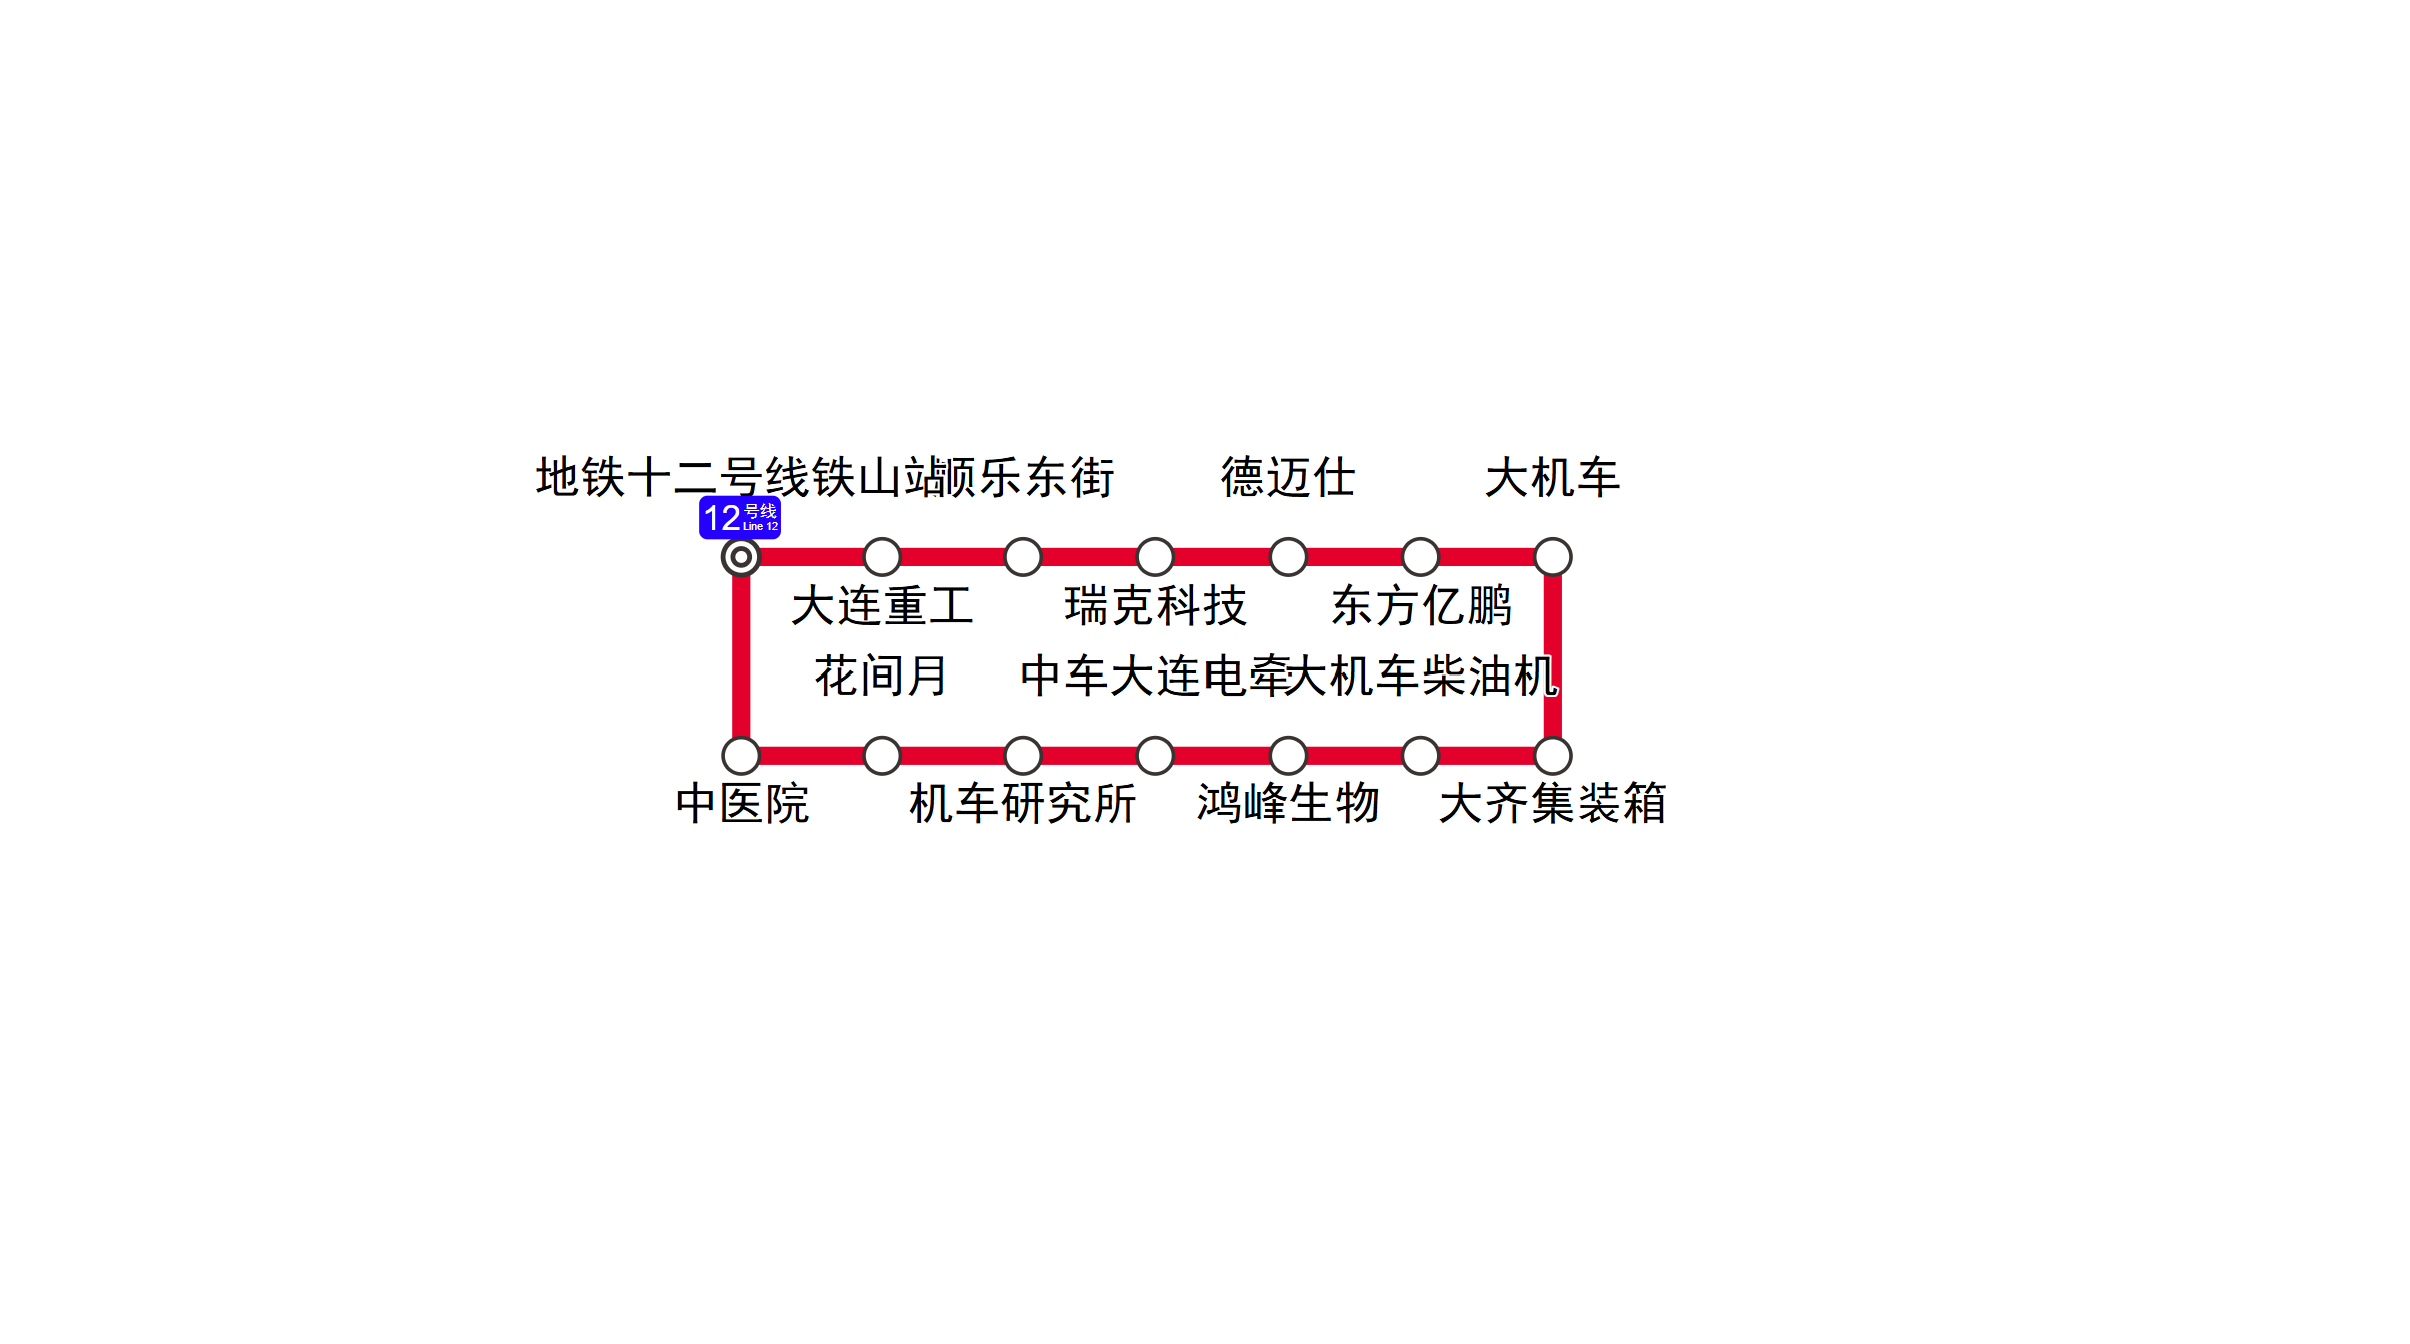 地铁十二号线铁山站
顺乐东街
德迈仕
大机车
12号线
Line 12
大连重工
瑞克科技
东方亿鹏
花间月
中车大连电牵
大机车柴油机
中医院
机车研究所
鸿峰生物
大齐集装箱